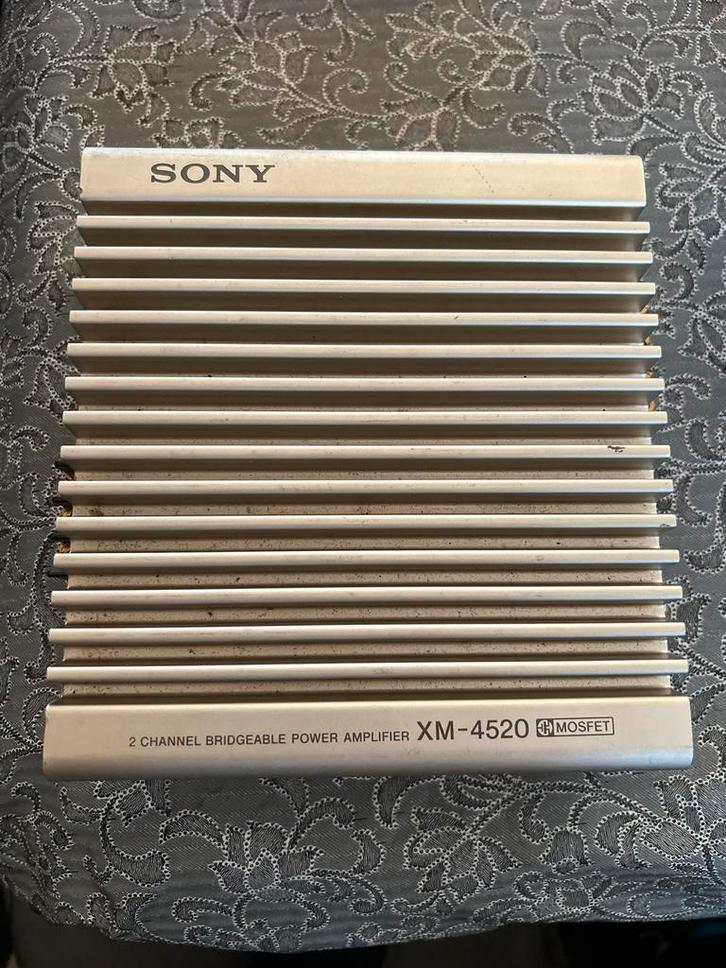 SONY
2 CHANNEL BRIDGEABLE POWER AMPLIFIER XM-4520 MOSFET